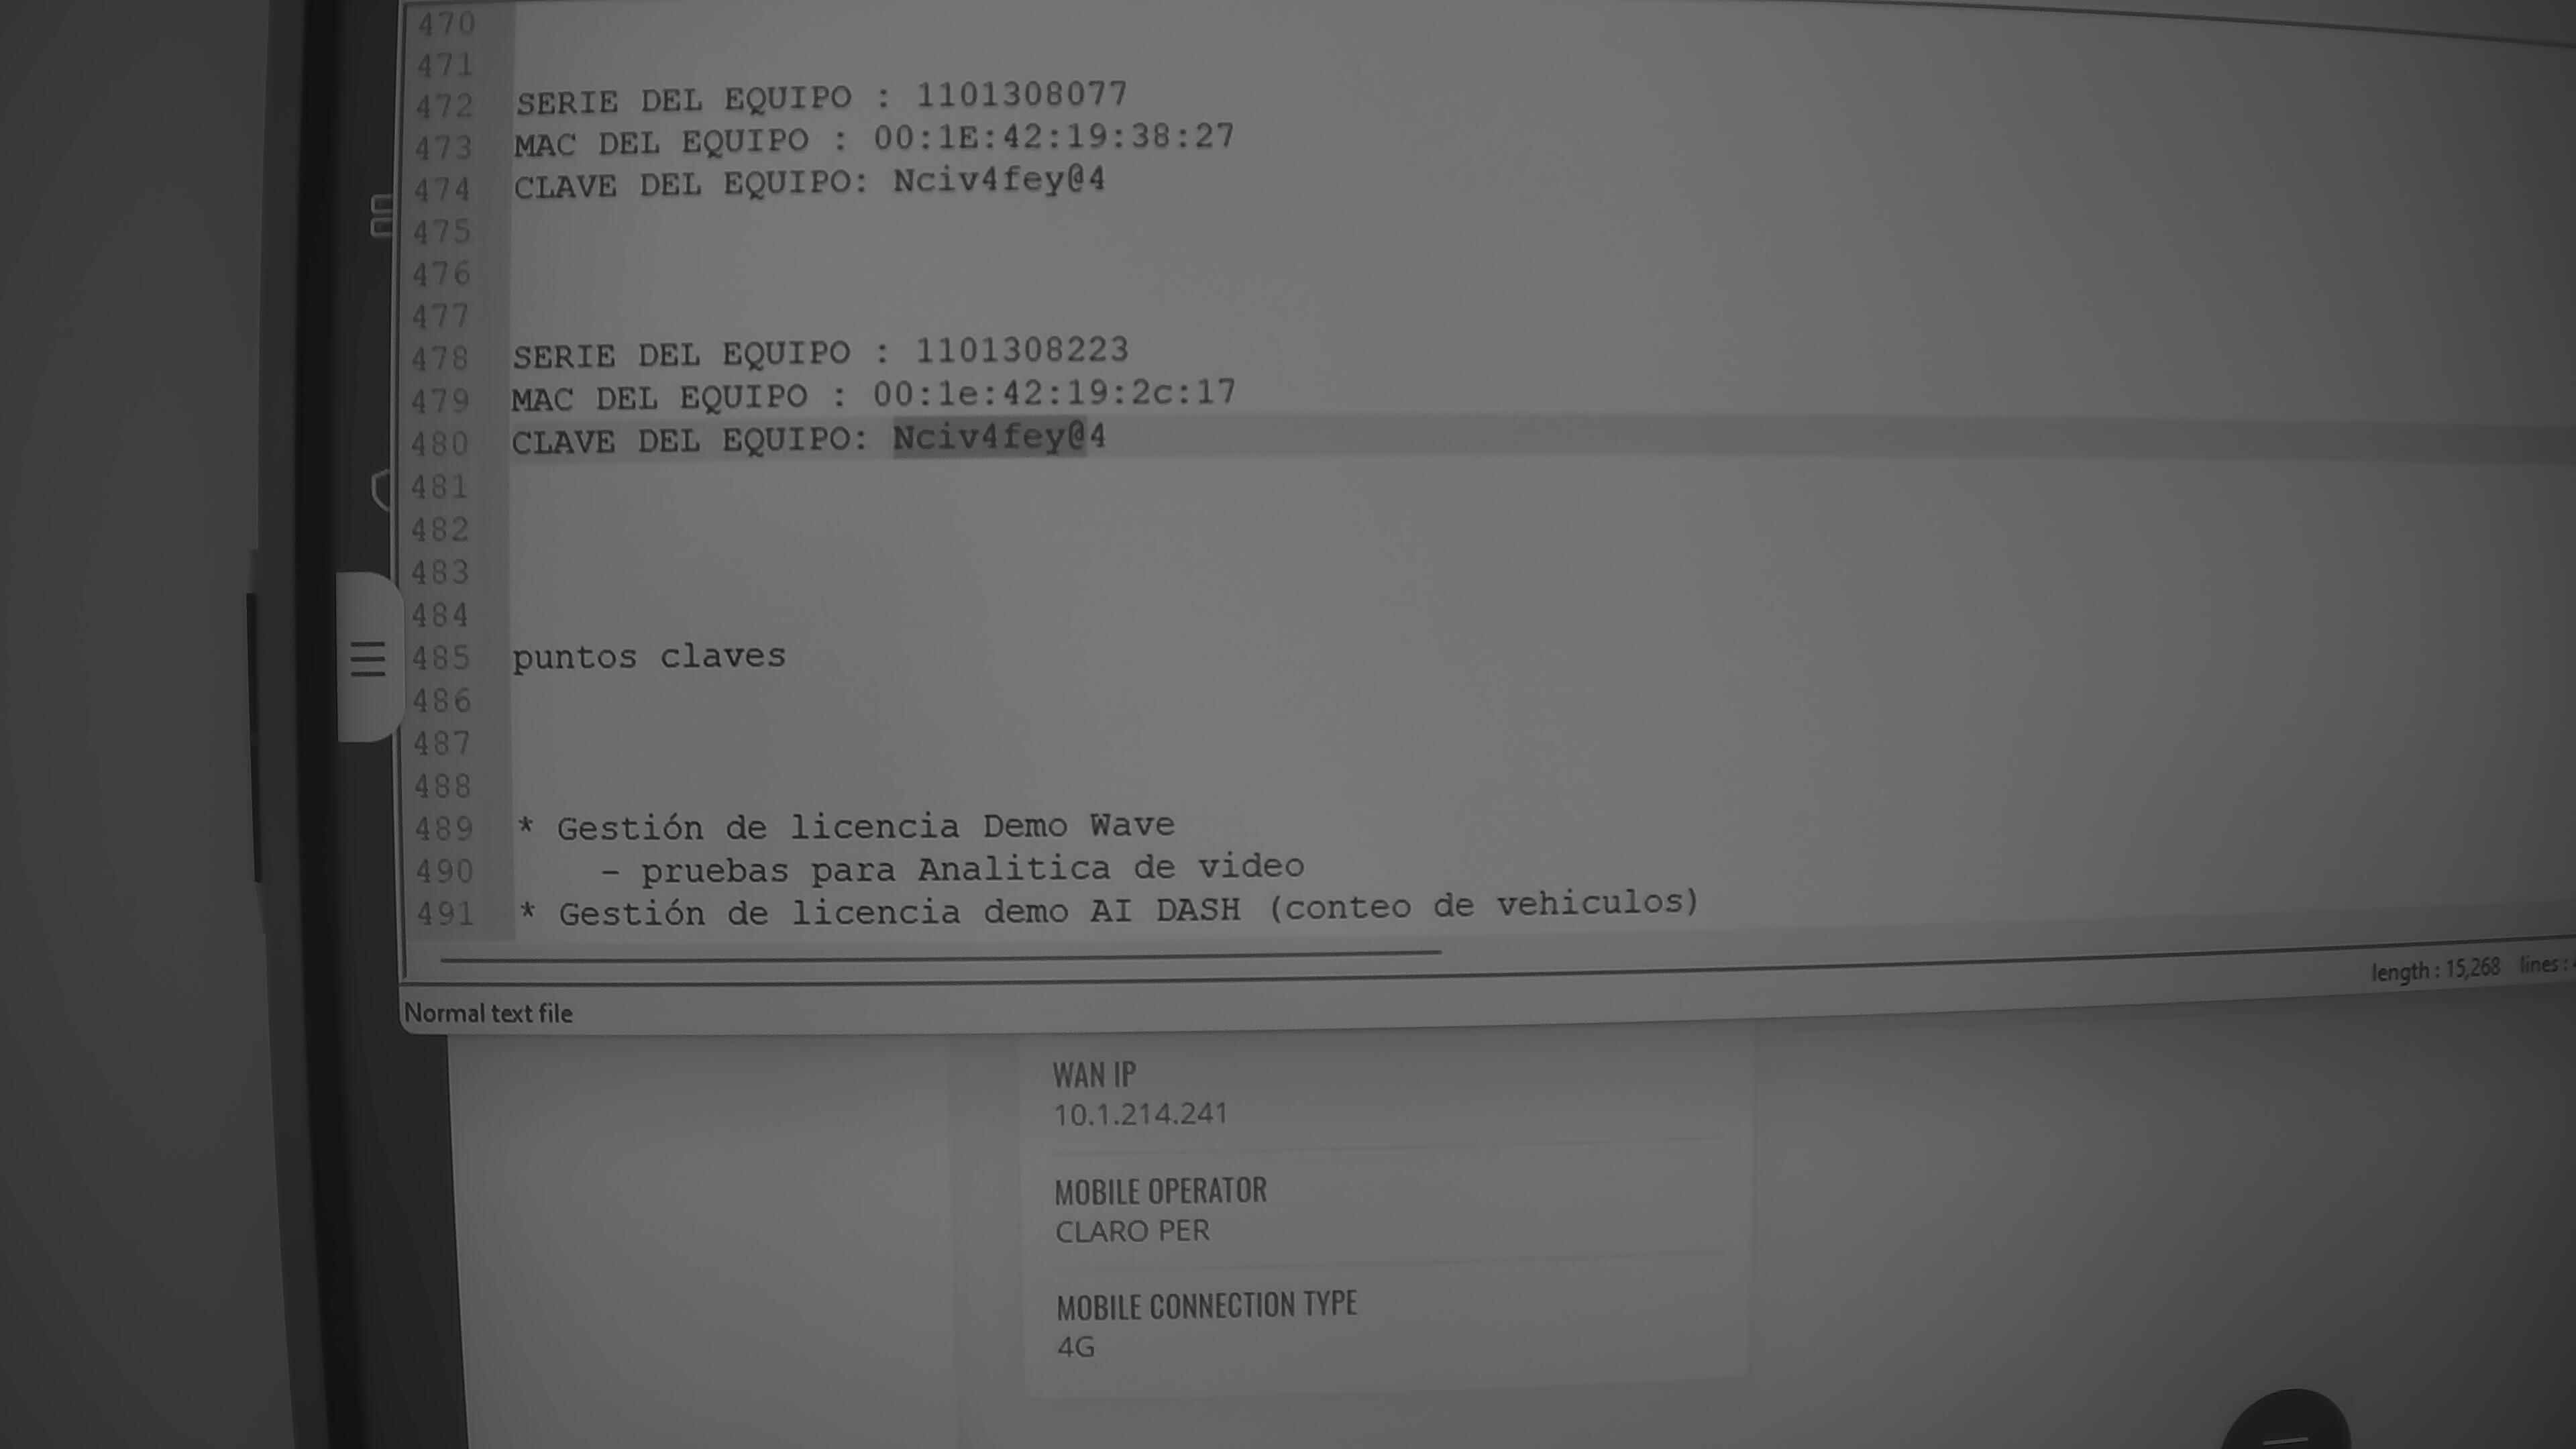 470
471
472 SERIE DEL EQUIPO : 1101308077
473 MAC DEL EQUIPO : 00:1E:42:19:38:27
474 CLAVE DEL EQUIPO: Nciv4fey@4
475
476
477
478 SERIE DEL EQUIPO : 1101308223
479 MAC DEL EQUIPO : 00:1e:42:19:2c:17
480 CLAVE DEL EQUIPO: Nciv4fey@4
481
482
483
484
485 puntos claves
486
487
488
489 * Gestión de licencia Demo Wave
490 - pruebas para Analitica de video
491 * Gestión de licencia demo AI DASH (conteo de vehiculos)
length : 15,268 lines :
Normal text file
WAN IP
10.1.214.241
MOBILE OPERATOR
CLARO PER
MOBILE CONNECTION TYPE
4G